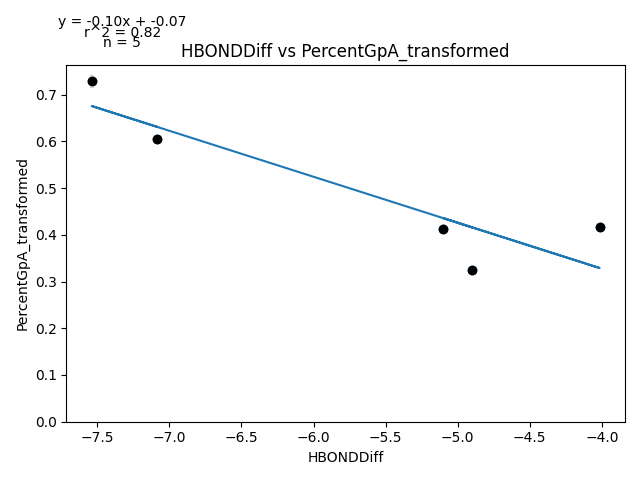 y = -0.10x + -0.07
r^2 = 0.82
n = 5
HBONDDiff vs PercentGpA_transformed
PercentGpA_transformed
0.7
0.6
0.5
0.4
0.3
0.2
0.1
0.0
−7.5 −7.0 −6.5 −6.0 −5.5 −5.0 −4.5 −4.0
HBONDDiff